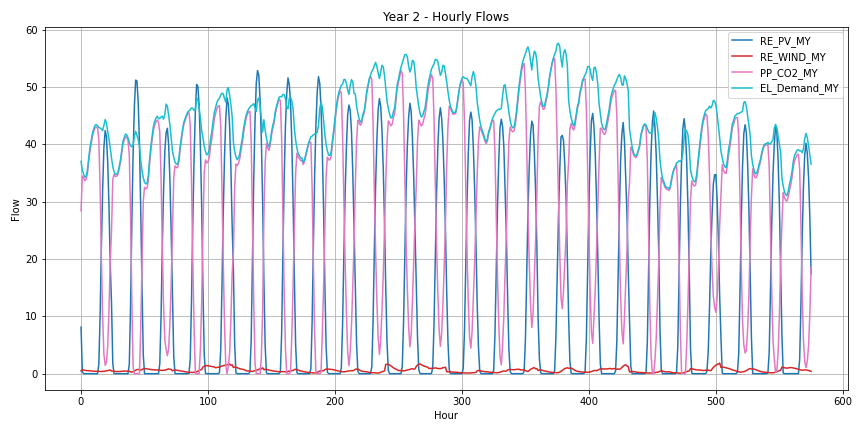 Year 2 - Hourly Flows
60
50
40
30
20
10
0
Flow
RE_PV_MY
RE_WIND_MY
PP_CO2_MY
EL_Demand_MY
0 100 200 300 400 500 600
Hour